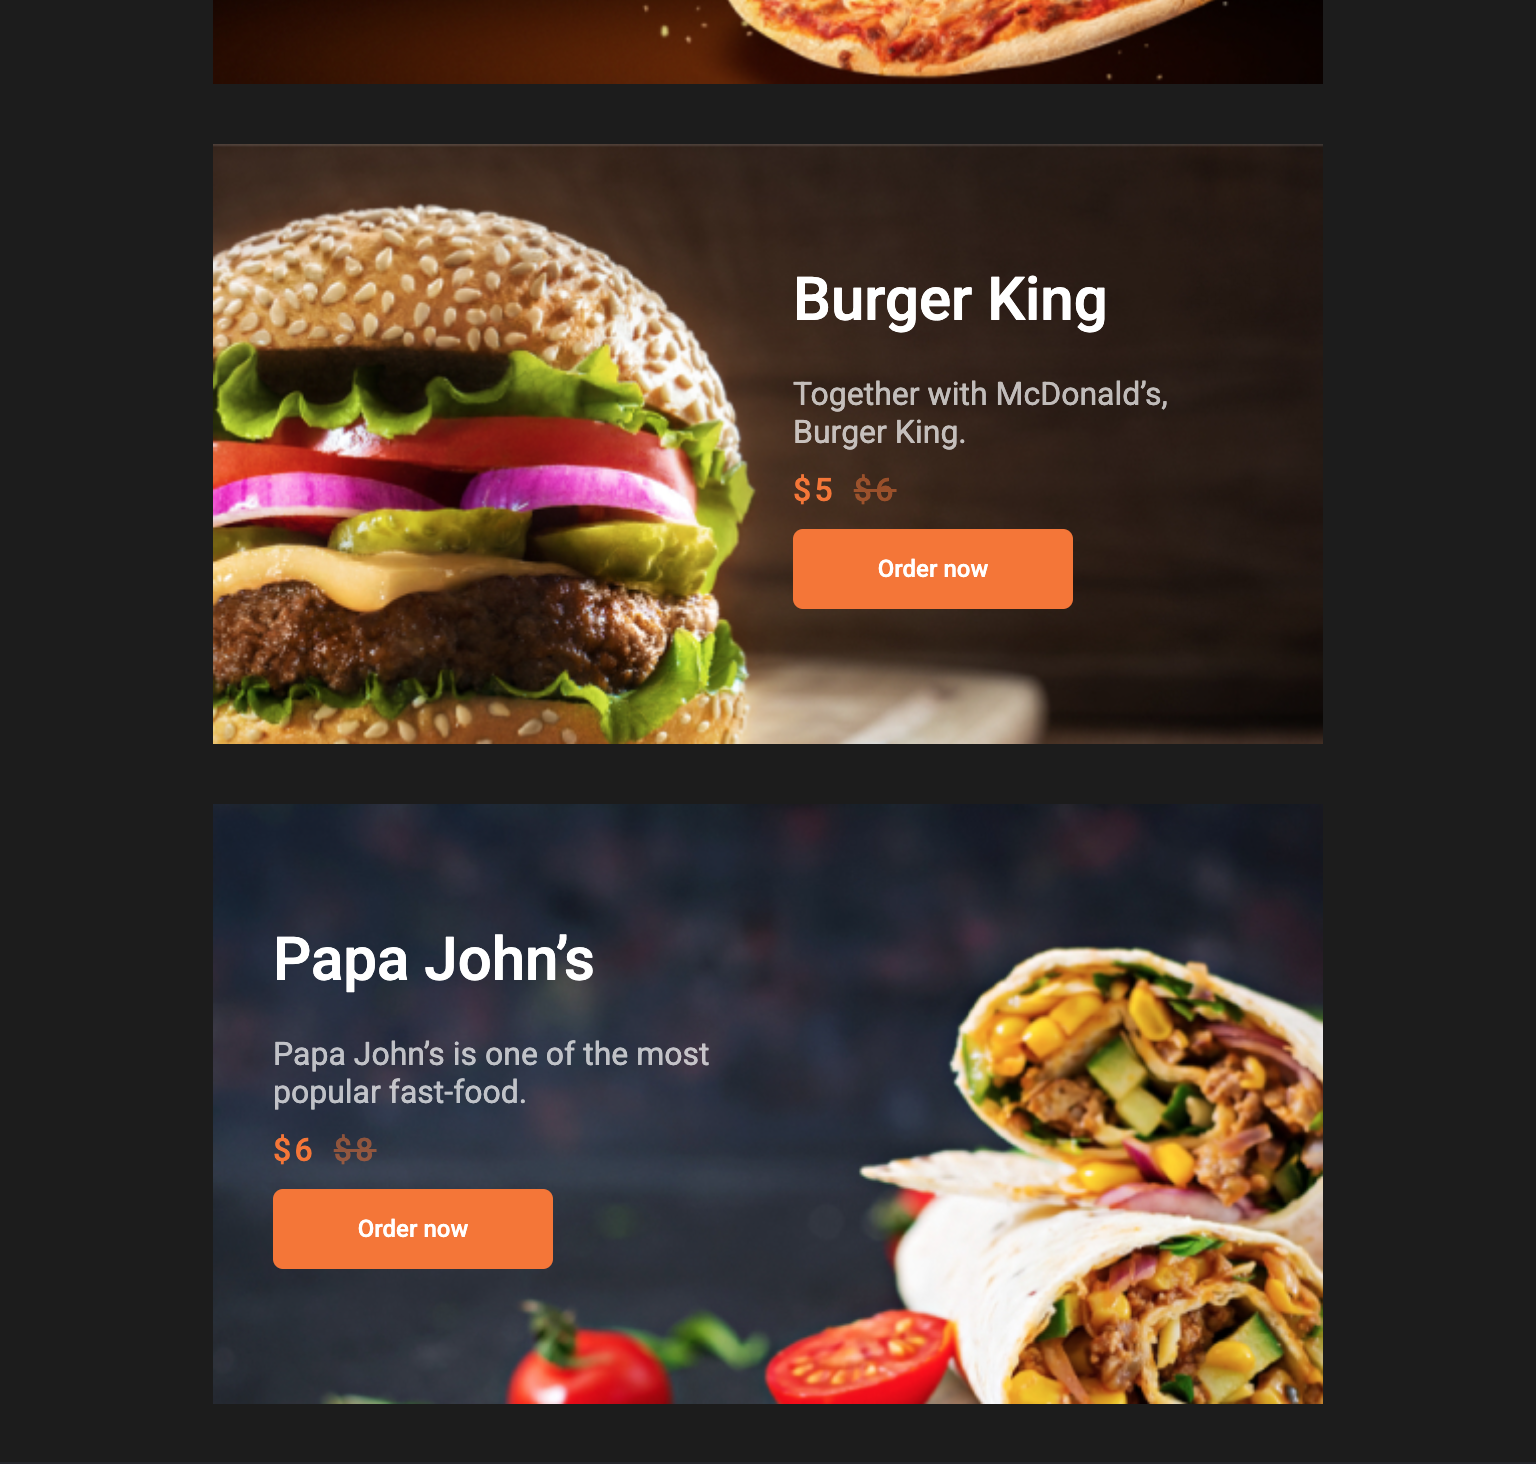 Burger King
Together with McDonald’s,
Burger King.
$5 $6
Order now
Papa John’s
Papa John’s is one of the most
popular fast-food.
$6 $8
Order now